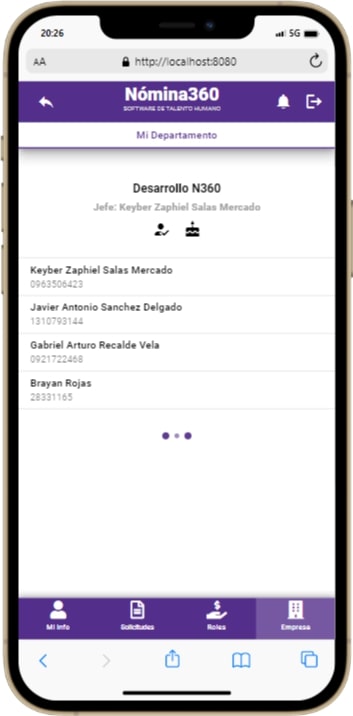 20:26
5G
AA
http://localhost:8080
Nómina360
SOFTWARE DE TALENTO HUMANO
Mi Departamento
Desarrollo N360
Jefe: Keyber Zaphiel Salas Mercado
Keyber Zaphiel Salas Mercado
0963506423
Javier Antonio Sanchez Delgado
1310793144
Gabriel Arturo Recalde Vela
0921722468
Brayan Rojas
28331165
Mi Info
Solicitudes
Roles
Empresa